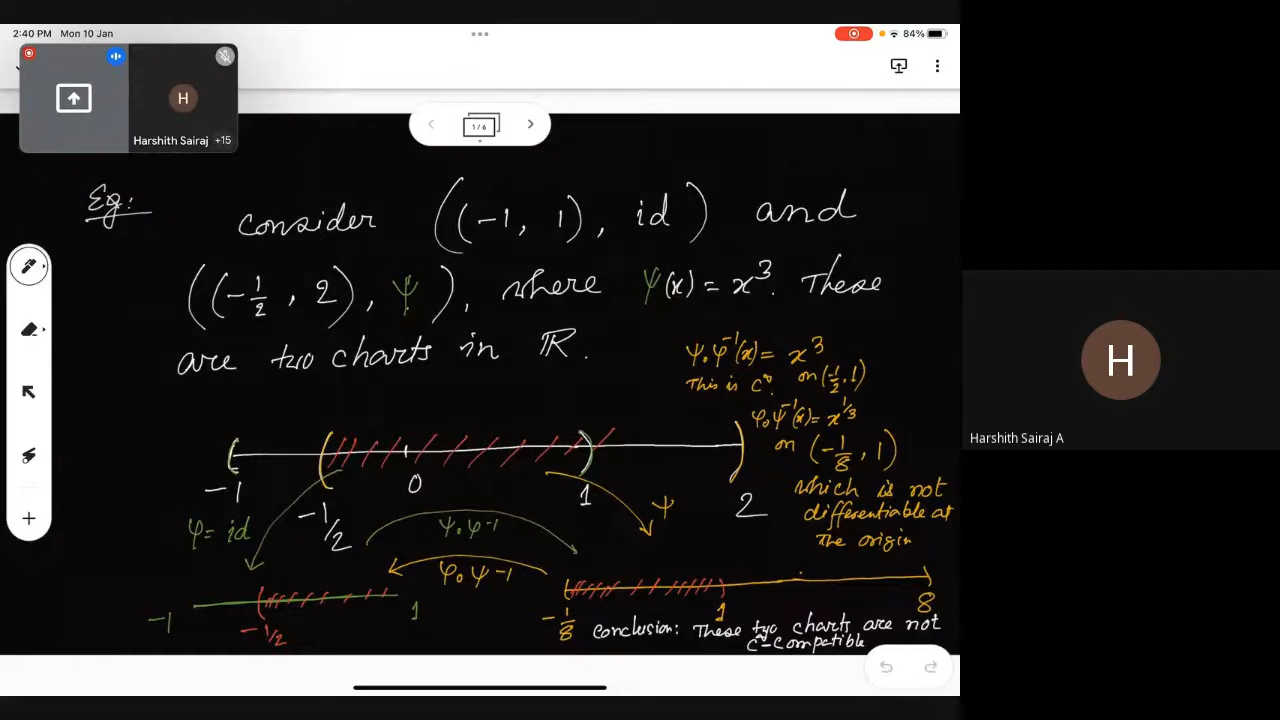 2:40 PM Mon 10 Jan
84%
H
Harshith Sairaj +15
1/6
Eg:
consider ((-1, 1), id) and
((-1/2, 2), ψ), where ψ(x) = x³. These
are two charts in ℝ.
ψ∘φ⁻¹(x) = x³
This is C^∞ on (-1/2, 1)
φ∘ψ⁻¹(x) = x^1/3
on (-1/8, 1)
which is not
differentiable at
the origin
-1
-1/2
0
1
2
φ = id
ψ∘φ⁻¹
ψ
φ∘ψ⁻¹
-1
-1/2
1
-1/8
1
8
Conclusion: These two charts are not
C^∞-compatible
H
Harshith Sairaj A